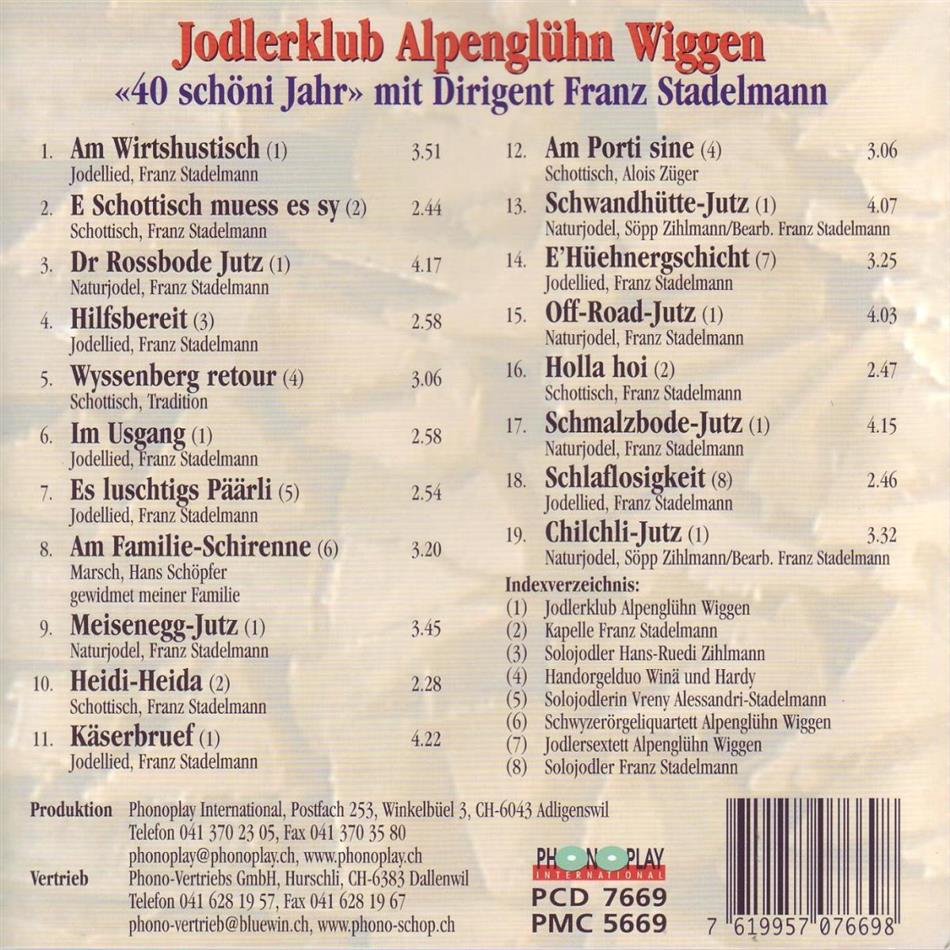 Jodlerklub Alpenglühn Wiggen
«40 schöni Jahr» mit Dirigent Franz Stadelmann
1. Am Wirtshustisch (1) 3.51
Jodellied, Franz Stadelmann
2. E Schottisch muess es sy (2) 2.44
Schottisch, Franz Stadelmann
3. Dr Rossbode Jutz (1) 4.17
Naturjodel, Franz Stadelmann
4. Hilfsbereit (3) 2.58
Jodellied, Franz Stadelmann
5. Wyssenberg retour (4) 3.06
Schottisch, Tradition
6. Im Usgang (1) 2.58
Jodellied, Franz Stadelmann
7. Es luschtigs Päärli (5) 2.54
Jodellied, Franz Stadelmann
8. Am Familie-Schirenne (6) 3.20
Marsch, Hans Schöpfer
gewidmet meiner Familie
9. Meisenegg-Jutz (1) 3.45
Naturjodel, Franz Stadelmann
10. Heidi-Heida (2) 2.28
Schottisch, Franz Stadelmann
11. Käserbruef (1) 4.22
Jodellied, Franz Stadelmann
12. Am Porti sine (4) 3.06
Schottisch, Alois Züger
13. Schwandhütte-Jutz (1) 4.07
Naturjodel, Söpp Zihlmann/Bearb. Franz Stadelmann
14. E'Hüehnergschicht (7) 3.25
Jodellied, Franz Stadelmann
15. Off-Road-Jutz (1) 4.03
Naturjodel, Franz Stadelmann
16. Holla hoi (2) 2.47
Schottisch, Franz Stadelmann
17. Schmalzbode-Jutz (1) 4.15
Naturjodel, Franz Stadelmann
18. Schlaflosigkeit (8) 2.46
Jodellied, Franz Stadelmann
19. Chilchli-Jutz (1) 3.32
Naturjodel, Söpp Zihlmann/Bearb. Franz Stadelmann
Indexverzeichnis:
(1) Jodlerklub Alpenglühn Wiggen
(2) Kapelle Franz Stadelmann
(3) Solojodler Hans-Ruedi Zihlmann
(4) Handorgelduo Winä und Hardy
(5) Solojodlerin Vreny Alessandri-Stadelmann
(6) Schwyzerörgeliquartett Alpenglühn Wiggen
(7) Jodlersextett Alpenglühn Wiggen
(8) Solojodler Franz Stadelmann
Produktion Phonoplay International, Postfach 253, Winkelbüel 3, CH-6043 Adligenswil
Telefon 041 370 23 05, Fax 041 370 35 80
phonoplay@phonoplay.ch, www.phonoplay.ch
Vertrieb Phono-Vertriebs GmbH, Hurschli, CH-6383 Dallenwil
Telefon 041 628 19 57, Fax 041 628 19 67
phono-vertrieb@bluewin.ch, www.phono-schop.ch
PHONOPLAY
INTERNATIONAL
PCD 7669
PMC 5669
7 619957 076698